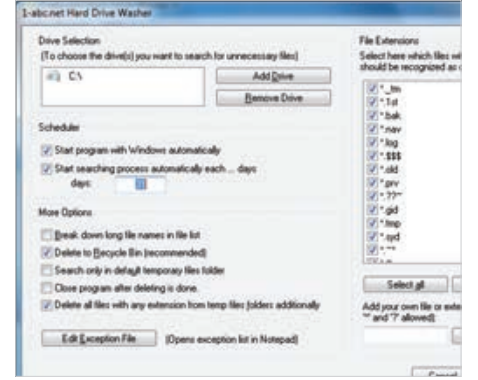 1-abc.net Hard Drive Washer
Drive Selection
(To choose the drive(s) you want to search for unnecessary files)
C:\
Add Drive
Remove Drive
Scheduler
Start program with Windows automatically
Start searching process automatically each ... days
days:
More Options
Break down long file names in file list
Delete to Recycle Bin (recommended)
Search only in default temporary files folder
Close program after deleting is done.
Delete all files with any extension from temp files folders additionally
Edit Exception File
(Opens exception list in Notepad)
File Extensions
Select here which files wi
should be recognized as
*._tm
*.1st
*.bak
*.nav
*.log
*.$$$
*.old
*.prv
*.gid
*.tmp
*.syd
Select all
Add your own file or exte
and '?' allowed):
Cancel